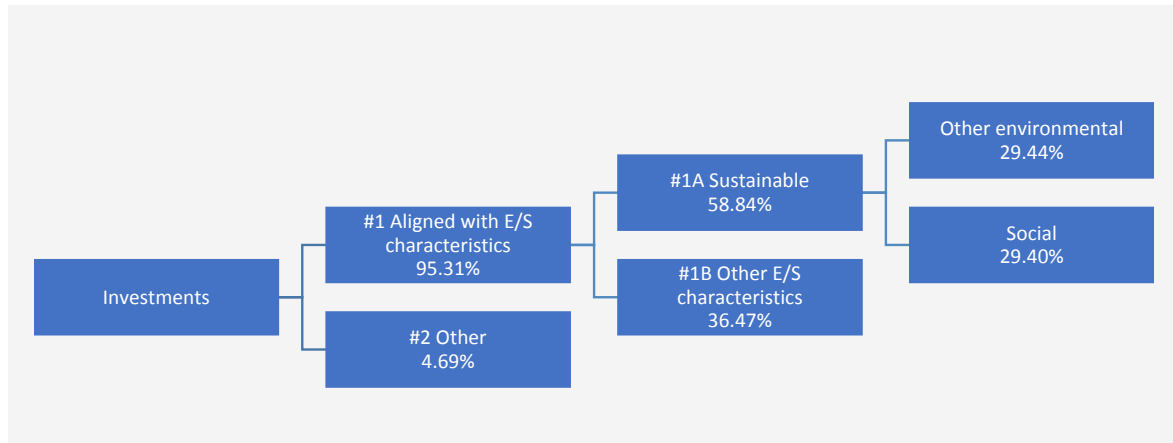 Investments
#1 Aligned with E/S
characteristics
95.31%
#2 Other
4.69%
#1A Sustainable
58.84%
#1B Other E/S
characteristics
36.47%
Other environmental
29.44%
Social
29.40%